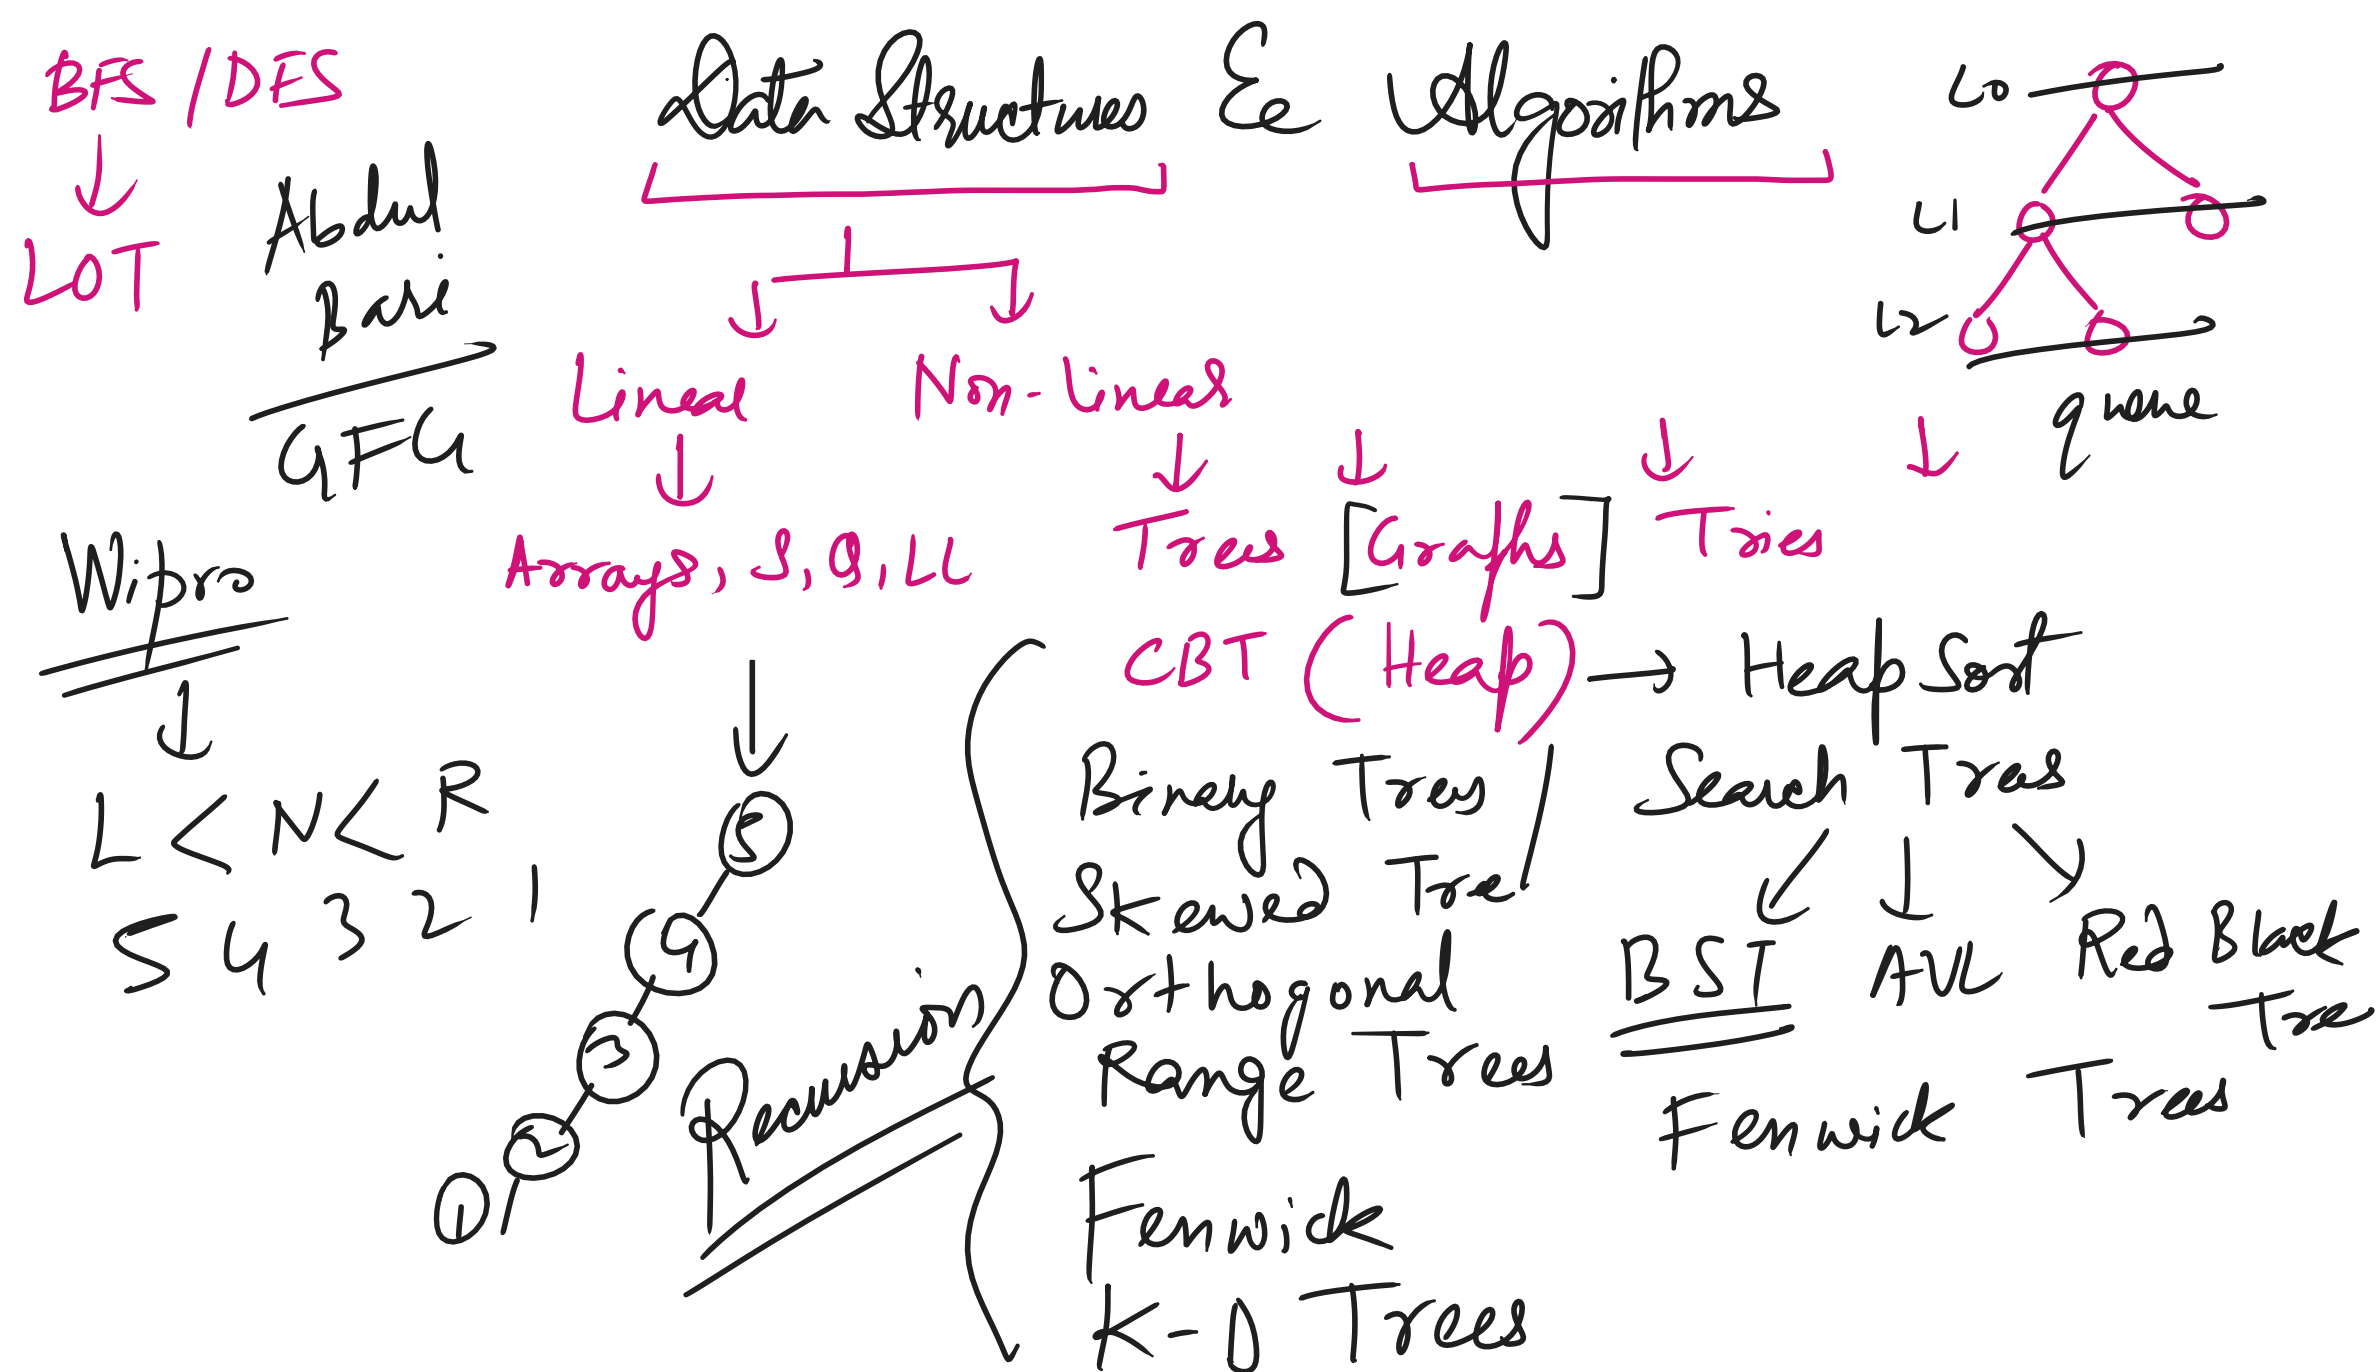 BFS / DFS
Data Structures & Algorithms
L0
LOT
Abdul
Bari
GFG
L1
L2
queue
Linear
Non-Linear
Arrays, S, Q, LL
Trees [Graphs] Tries
Wipro
L < N < R
5 4 3 2 1
5
4
3
2
1
Recursion
CBT (Heap) → Heap Sort
Binary Trees
Skewed Tree
Orthogonal
Range Trees
Fenwick
K-D Trees
Search Trees
BST
AVL
Red Black
Tree
Fenwick Trees